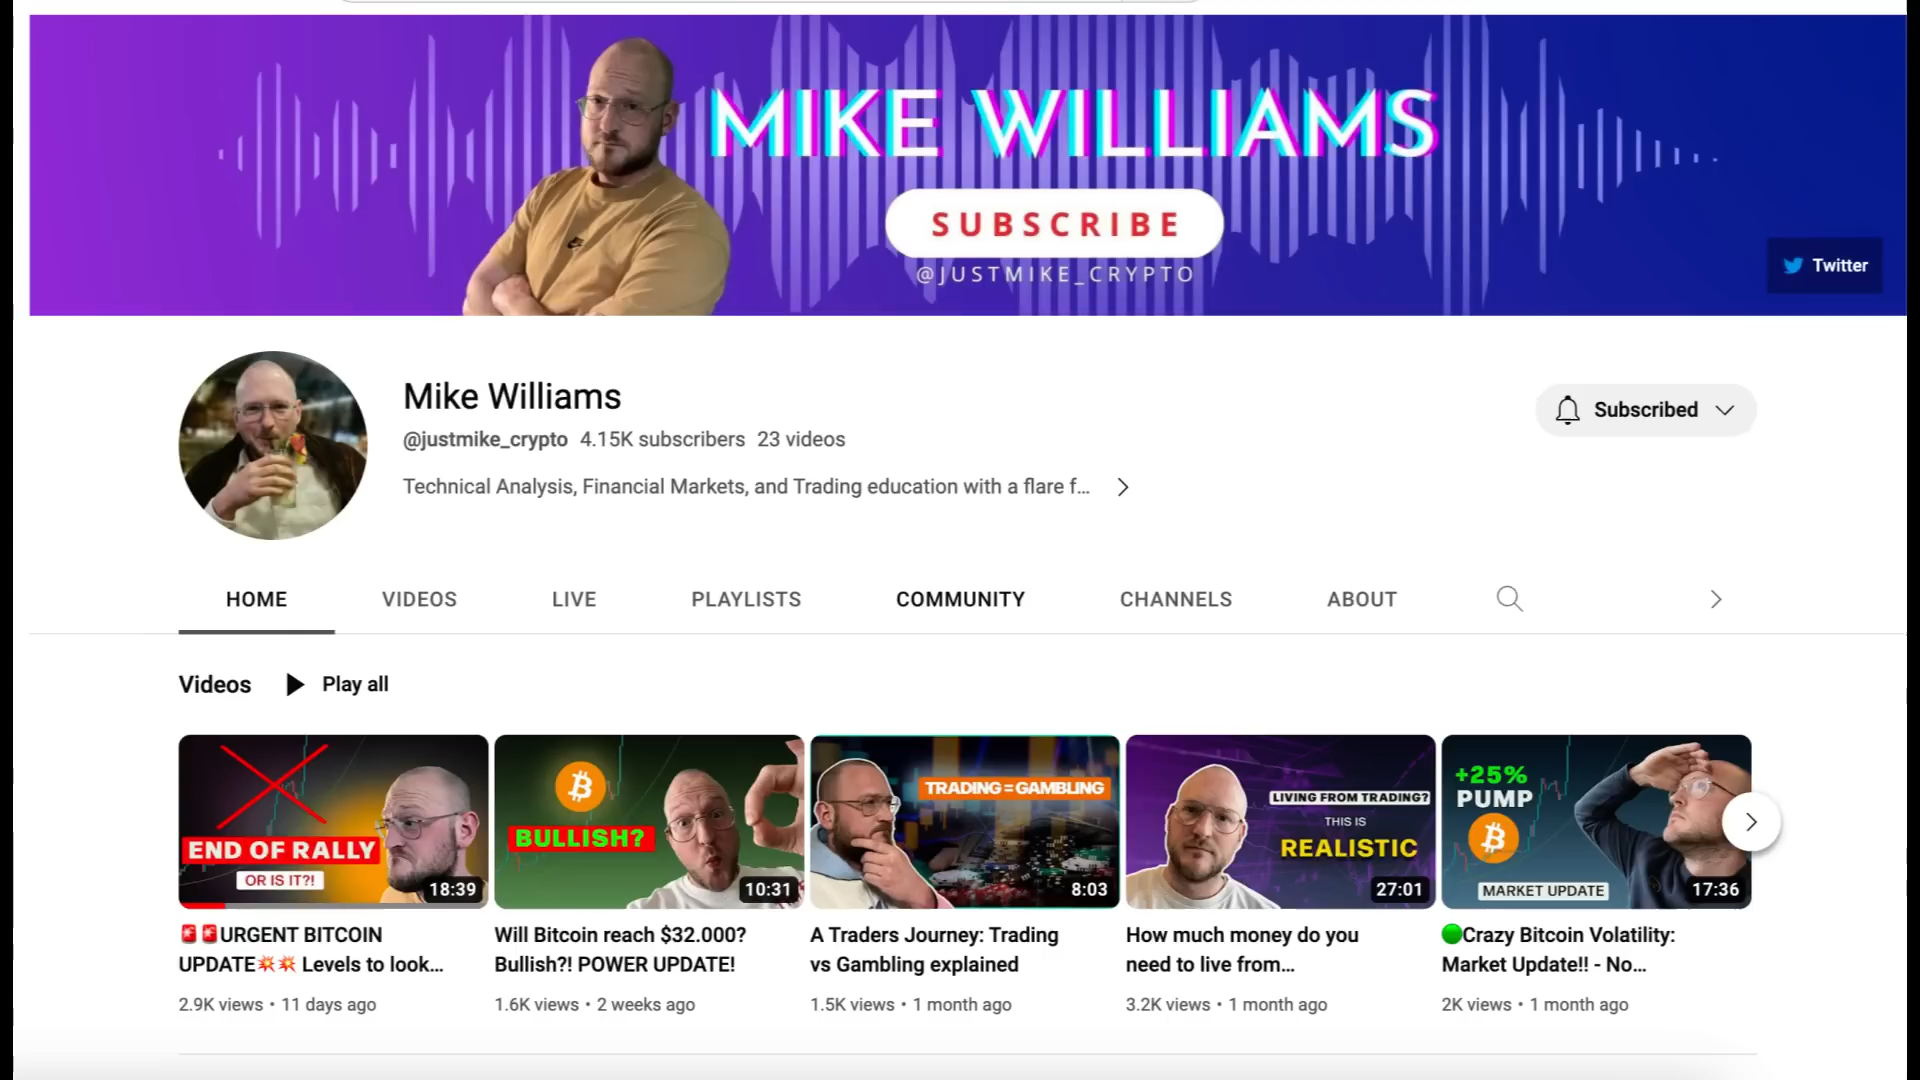 MIKE WILLIAMS
SUBSCRIBE
@JUSTMIKE_CRYPTO
Twitter
Mike Williams
@justmike_crypto 4.15K subscribers 23 videos
Technical Analysis, Financial Markets, and Trading education with a flare f...
Subscribed
HOME VIDEOS LIVE PLAYLISTS COMMUNITY CHANNELS ABOUT
Videos Play all
END OF RALLY
OR IS IT?!
18:39
BULLISH?
10:31
TRADING=GAMBLING
8:03
LIVING FROM TRADING?
THIS IS
REALISTIC
27:01
+25%
PUMP
MARKET UPDATE
17:36
🚨🚨URGENT BITCOIN
UPDATE💥💥 Levels to look...
2.9K views • 11 days ago
Will Bitcoin reach $32.000?
Bullish?! POWER UPDATE!
1.6K views • 2 weeks ago
A Traders Journey: Trading
vs Gambling explained
1.5K views • 1 month ago
How much money do you
need to live from...
3.2K views • 1 month ago
🟢Crazy Bitcoin Volatility:
Market Update!! - No...
2K views • 1 month ago